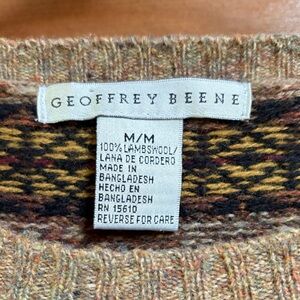 GEOFFREY BEENE
M/M
100% LAMBSWOOL/
LANA DE CORDERO
MADE IN
BANGLADESH
HECHO EN
BANGLADESH
RN 15610
REVERSE FOR CARE